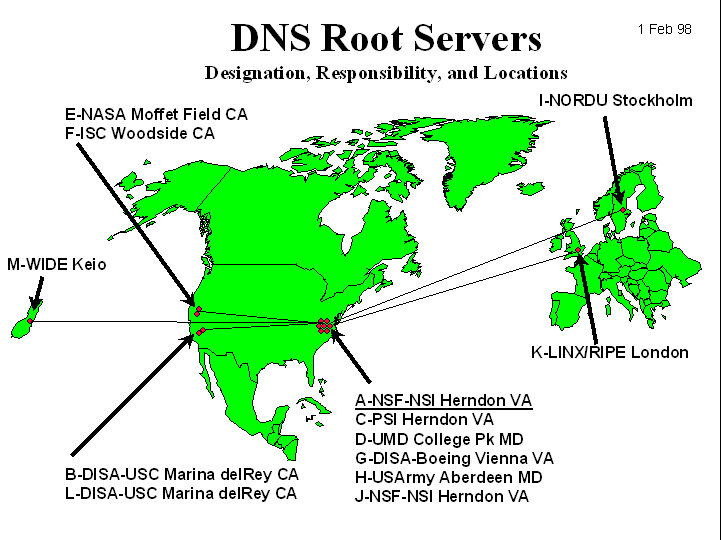 DNS Root Servers
1 Feb 98
Designation, Responsibility, and Locations
I-NORDU Stockholm
E-NASA Moffet Field CA
F-ISC Woodside CA
M-WIDE Keio
K-LINX/RIPE London
A-NSF-NSI Herndon VA
C-PSI Herndon VA
D-UMD College Pk MD
G-DISA-Boeing Vienna VA
H-USArmy Aberdeen MD
J-NSF-NSI Herndon VA
B-DISA-USC Marina delRey CA
L-DISA-USC Marina delRey CA